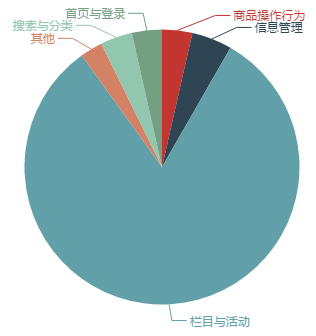 首页与登录
商品操作行为
搜索与分类
信息管理
其他
栏目与活动